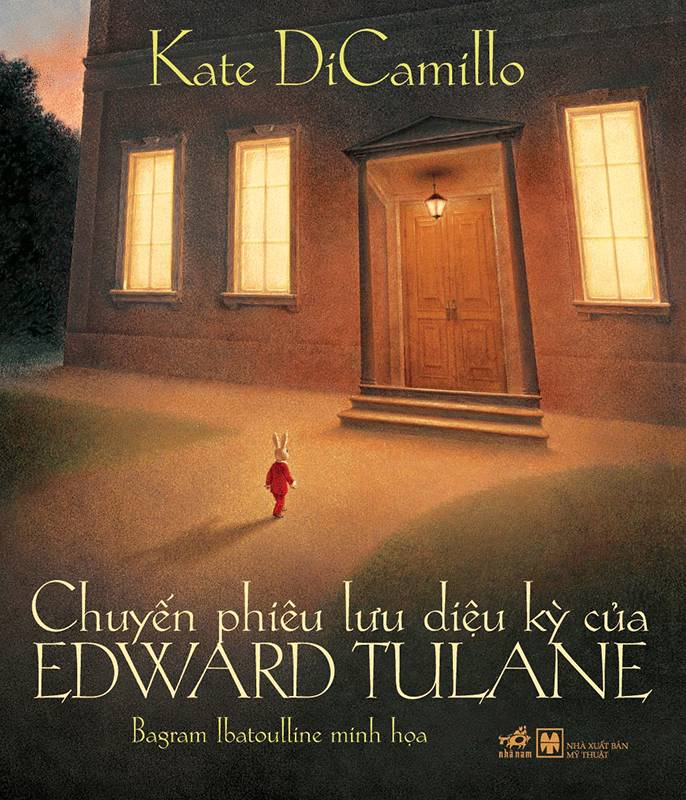 Kate DiCamillo
Chuyến phiêu lưu diệu kỳ của
EDWARD TULANE
Bagram Ibatoulline minh họa
nhã nam
NHÀ XUẤT BẢN
MỸ THUẬT